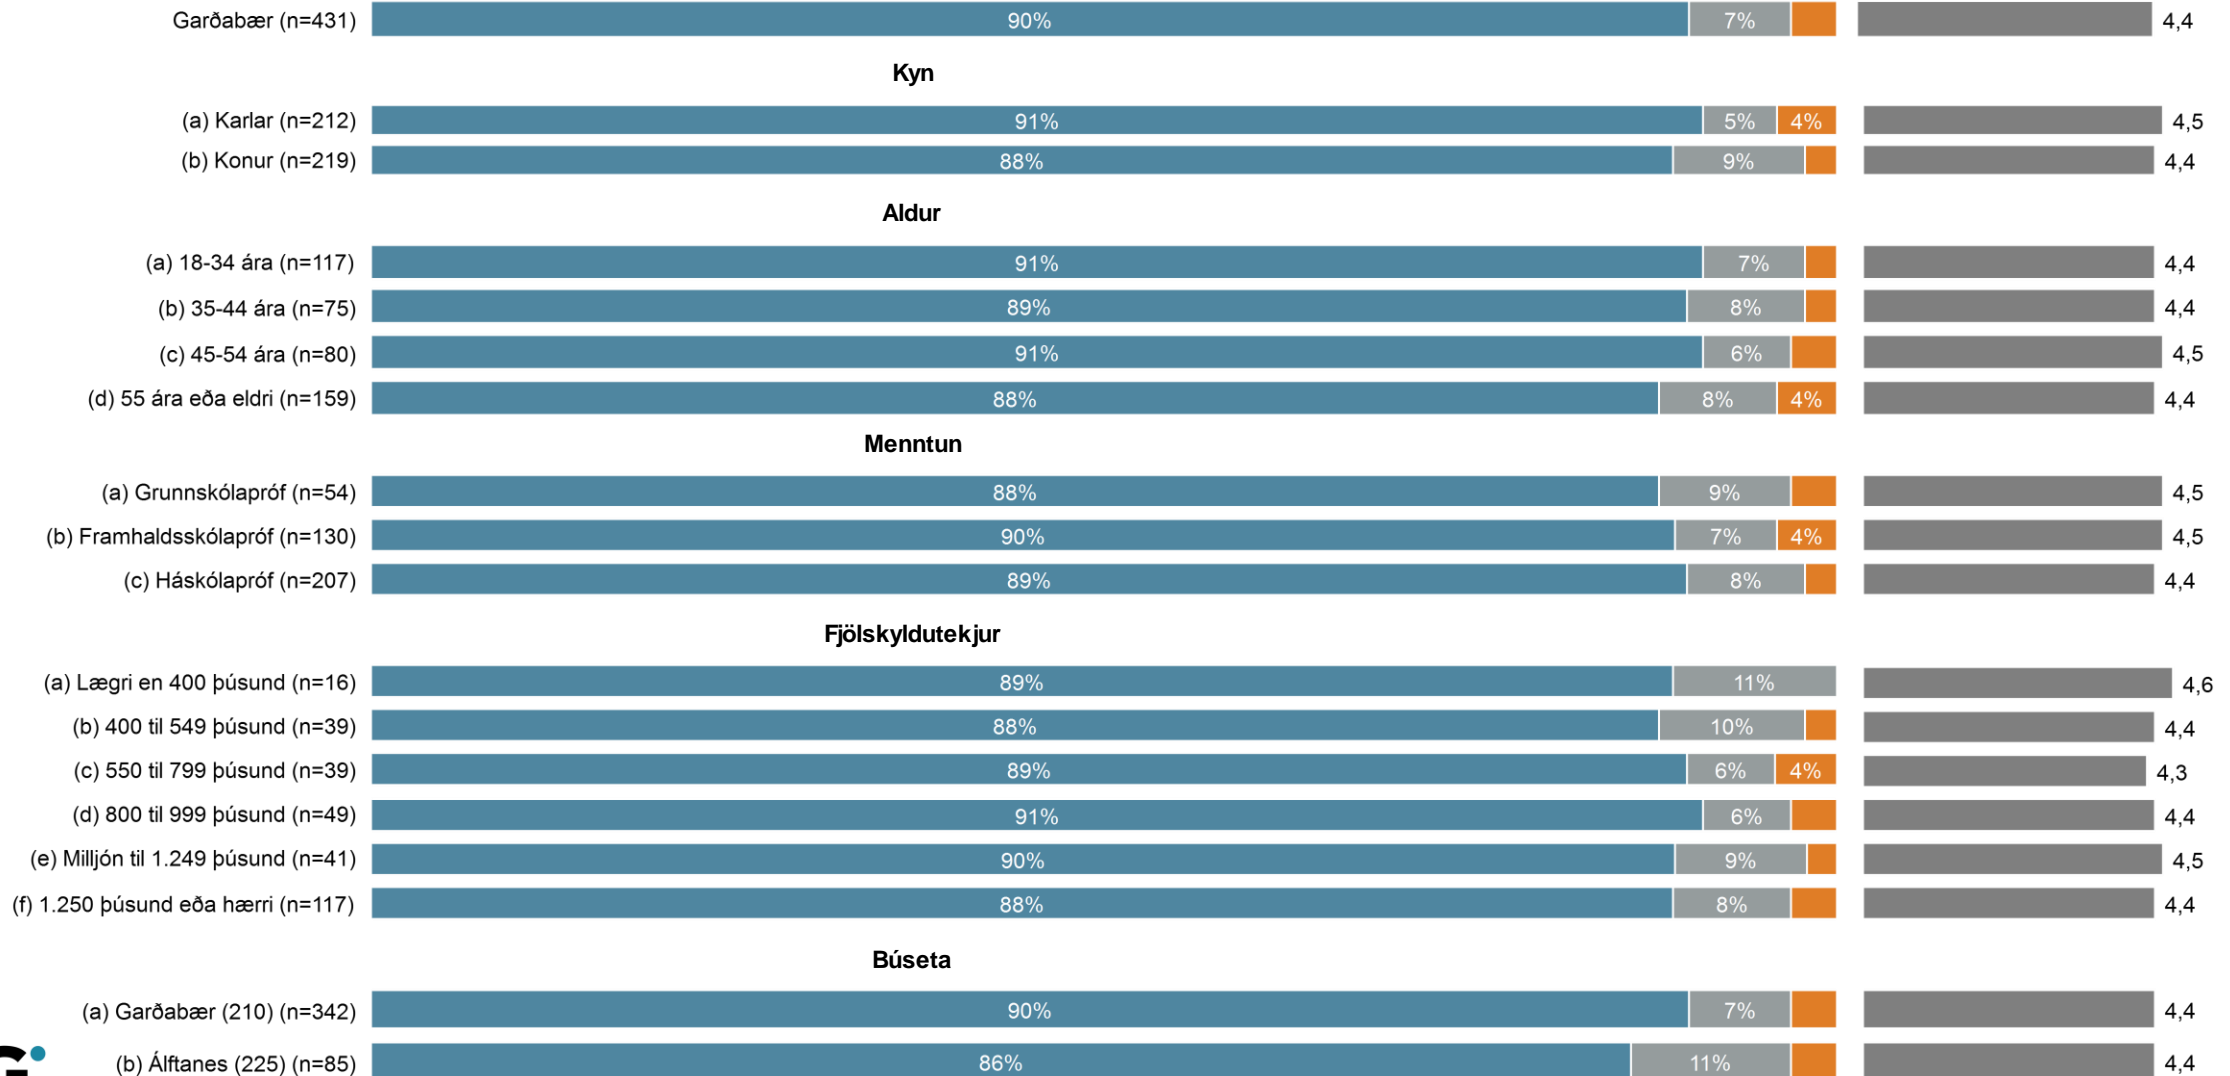 Garðabær (n=431) 90% 7% 4,4
Kyn
(a) Karlar (n=212) 91% 5% 4% 4,5
(b) Konur (n=219) 88% 9% 4,4
Aldur
(a) 18-34 ára (n=117) 91% 7% 4,4
(b) 35-44 ára (n=75) 89% 8% 4,4
(c) 45-54 ára (n=80) 91% 6% 4,5
(d) 55 ára eða eldri (n=159) 88% 8% 4% 4,4
Menntun
(a) Grunnskólapróf (n=54) 88% 9% 4,5
(b) Framhaldsskólapróf (n=130) 90% 7% 4% 4,5
(c) Háskólapróf (n=207) 89% 8% 4,4
Fjölskyldutekjur
(a) Lægri en 400 þúsund (n=16) 89% 11% 4,6
(b) 400 til 549 þúsund (n=39) 88% 10% 4,4
(c) 550 til 799 þúsund (n=39) 89% 6% 4% 4,3
(d) 800 til 999 þúsund (n=49) 91% 6% 4,4
(e) Milljón til 1.249 þúsund (n=41) 90% 9% 4,5
(f) 1.250 þúsund eða hærri (n=117) 88% 8% 4,4
Búseta
(a) Garðabær (210) (n=342) 90% 7% 4,4
(b) Álftanes (225) (n=85) 86% 11% 4,4